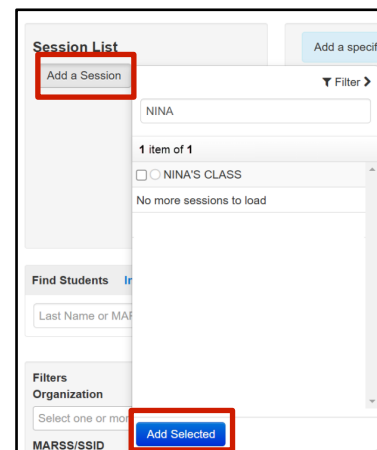 Session List
Add a Session
Add a specif
Filter
NINA
1 item of 1
NINA'S CLASS
No more sessions to load
Find Students In
Last Name or MAR
Filters
Organization
Select one or mor
Add Selected
MARSS/SSID